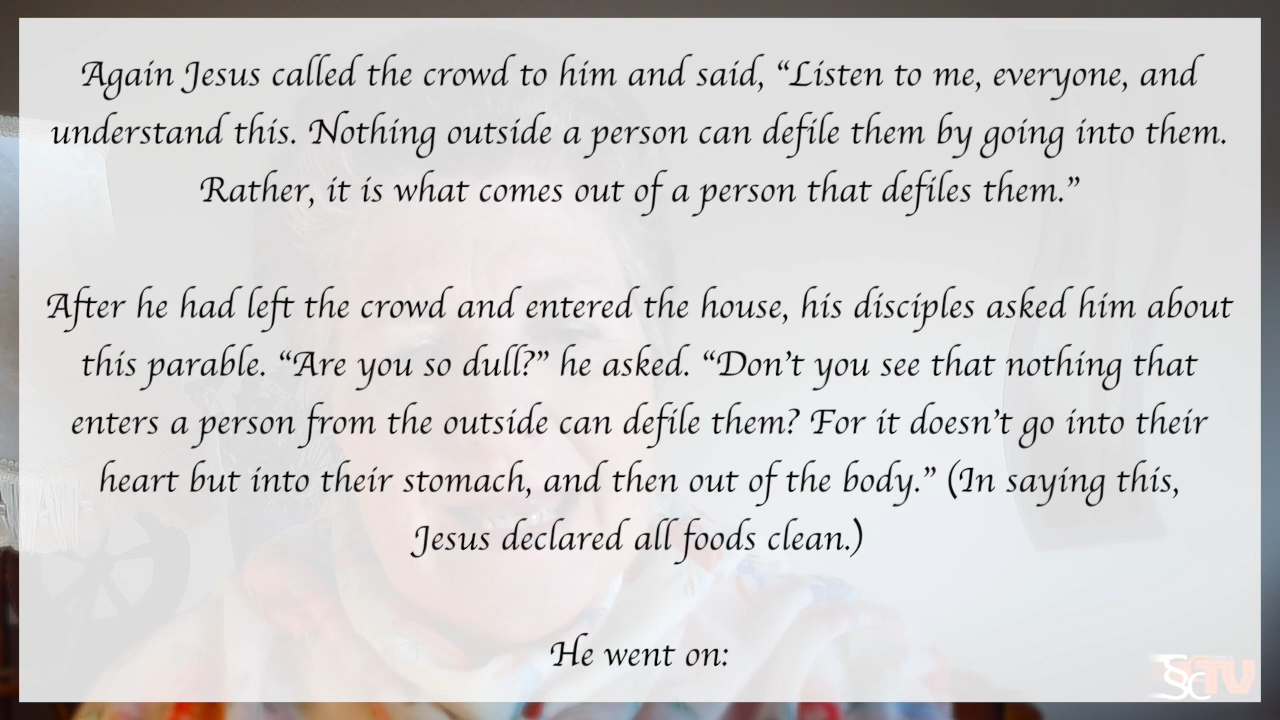 Again Jesus called the crowd to him and said, “Listen to me, everyone, and
understand this. Nothing outside a person can defile them by going into them.
Rather, it is what comes out of a person that defiles them.”
After he had left the crowd and entered the house, his disciples asked him about
this parable. “Are you so dull?” he asked. “Don’t you see that nothing that
enters a person from the outside can defile them? For it doesn’t go into their
heart but into their stomach, and then out of the body.” (In saying this,
Jesus declared all foods clean.)
He went on:
TV